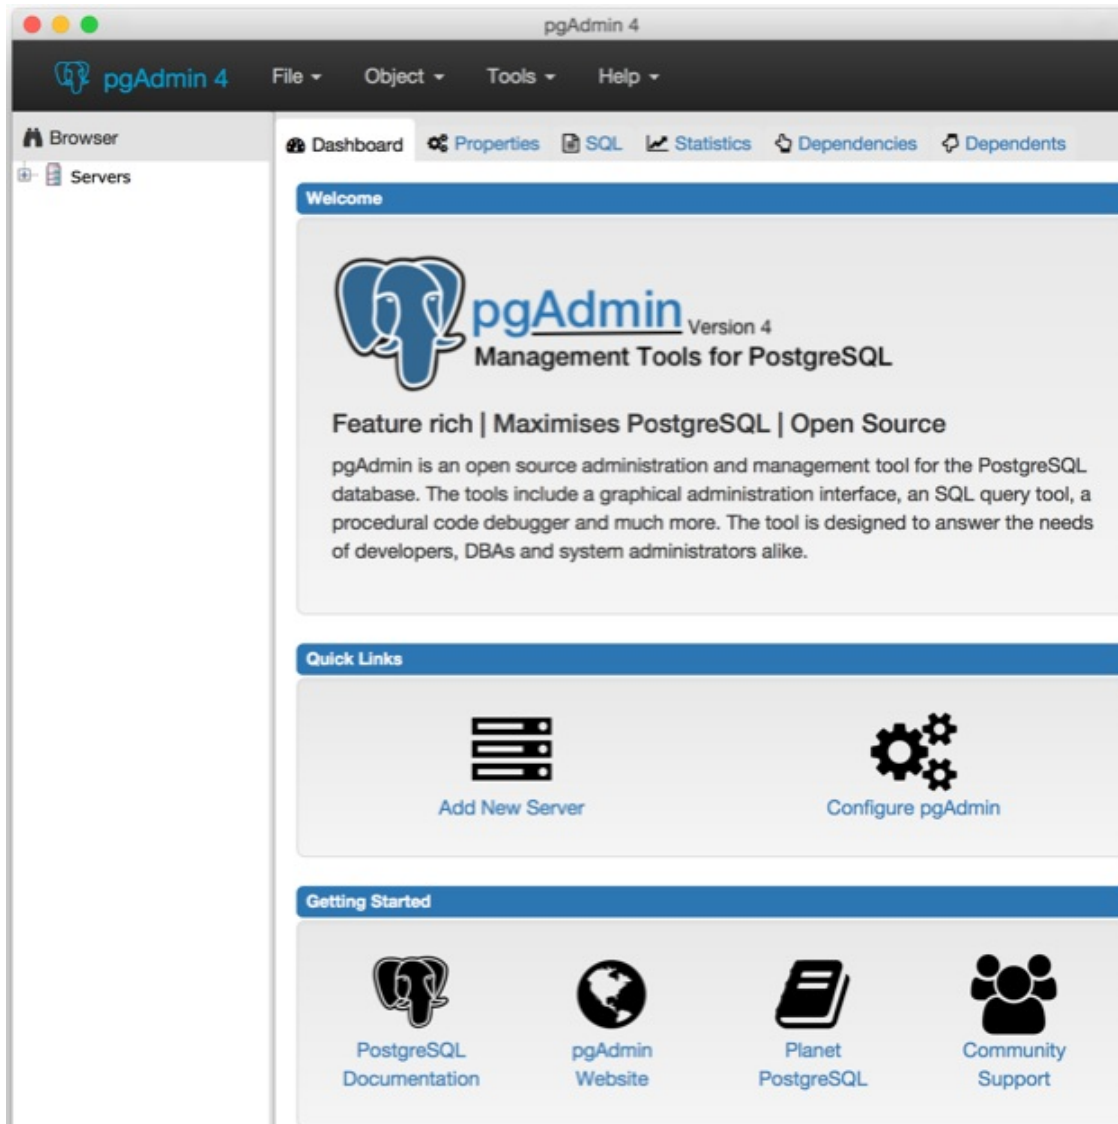 pgAdmin 4
pgAdmin 4 File Object Tools Help
Browser
Servers
Dashboard Properties SQL Statistics Dependencies Dependents
Welcome
pgAdmin Version 4
Management Tools for PostgreSQL
Feature rich | Maximises PostgreSQL | Open Source
pgAdmin is an open source administration and management tool for the PostgreSQL
database. The tools include a graphical administration interface, an SQL query tool, a
procedural code debugger and much more. The tool is designed to answer the needs
of developers, DBAs and system administrators alike.
Quick Links
Add New Server
Configure pgAdmin
Getting Started
PostgreSQL
Documentation
pgAdmin
Website
Planet
PostgreSQL
Community
Support